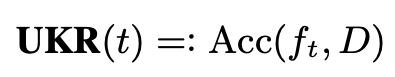 UKR(t) =: Acc(f_t, D)